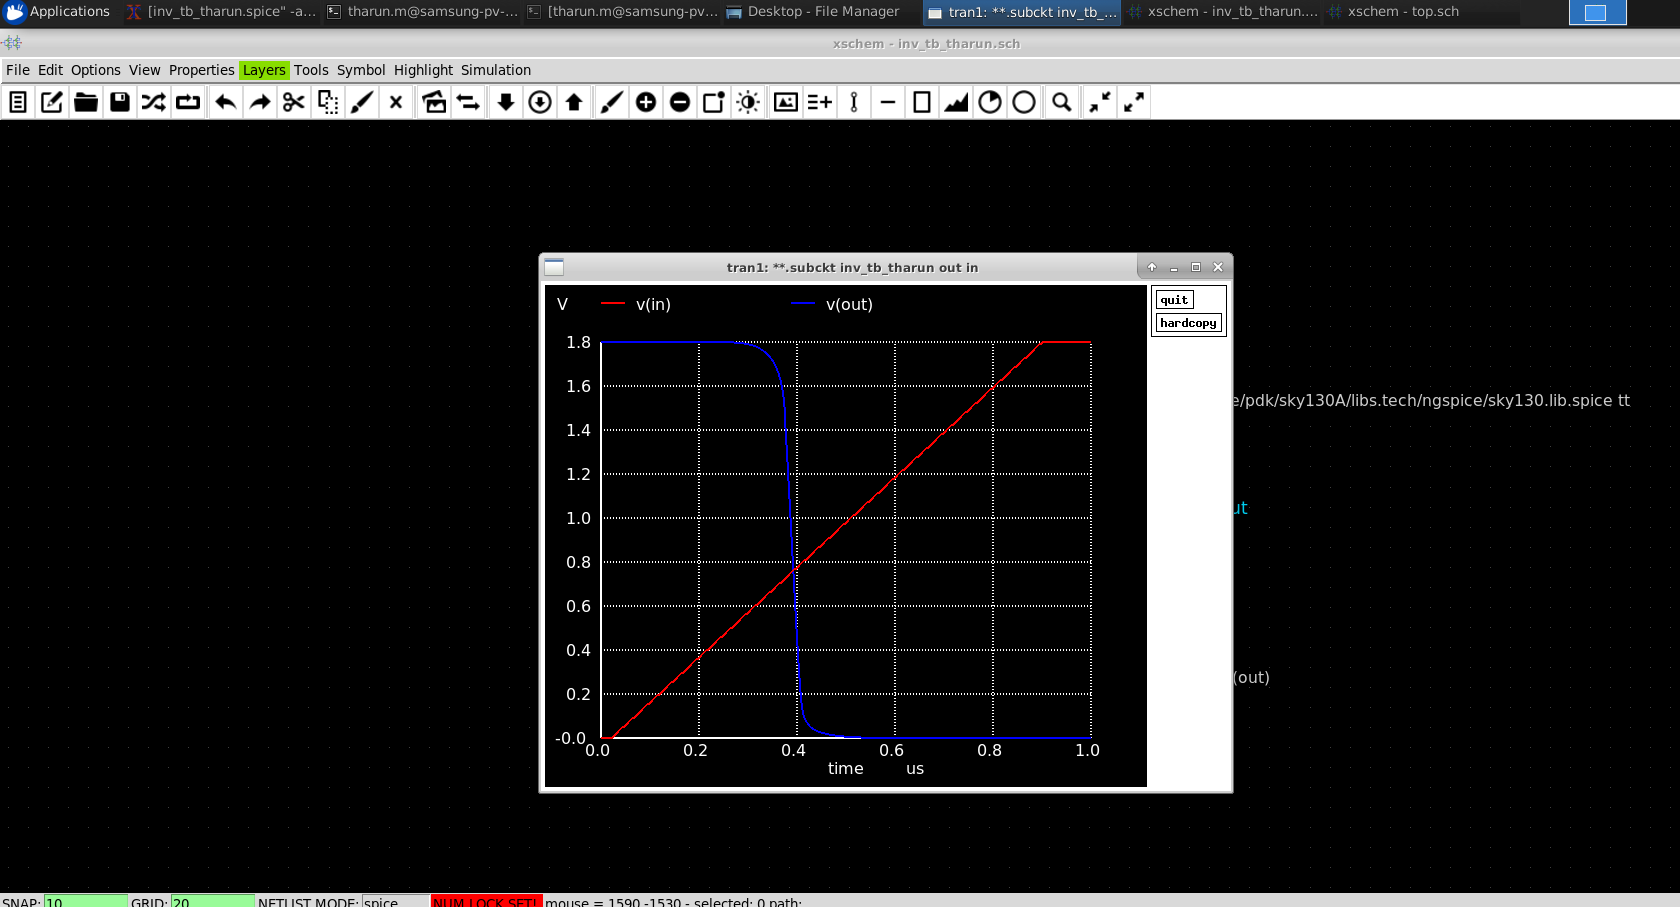 Applications [inv_tb_tharun.spice" -a... tharun.m@samsung-pv-... [tharun.m@samsung-pv... Desktop - File Manager tran1: **.subckt inv_tb_... xschem - inv_tb_tharun.... xschem - top.sch
xschem - inv_tb_tharun.sch
File Edit Options View Properties Layers Tools Symbol Highlight Simulation
tran1: **.subckt inv_tb_tharun out in
V v(in) v(out)
quit
hardcopy
1.8
1.6
e/pdk/sky130A/libs.tech/ngspice/sky130.lib.spice tt
1.4
1.2
ut
1.0
0.8
0.6
0.4
(out)
0.2
-0.0
0.0 0.2 0.4 0.6 0.8 1.0
time us
SNAP: 10 GRID: 20 NETLIST MODE: spice NUM LOCK SET! mouse = 1590 -1530 - selected: 0 path: